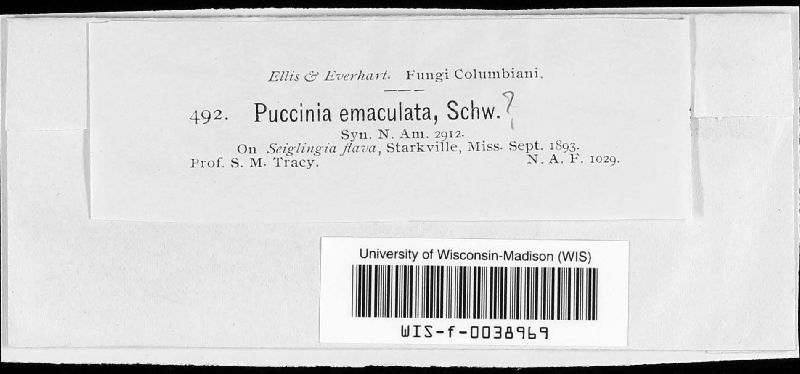 Ellis & Everhart. Fungi Columbiani.
492. Puccinia emaculata, Schw. ?
Syn. N. Am. 2912.
On Seiglingia flava, Starkville, Miss. Sept. 1893.
Prof. S. M. Tracy. N. A. F. 1029.
University of Wisconsin-Madison (WIS)
WIS-f-0038969